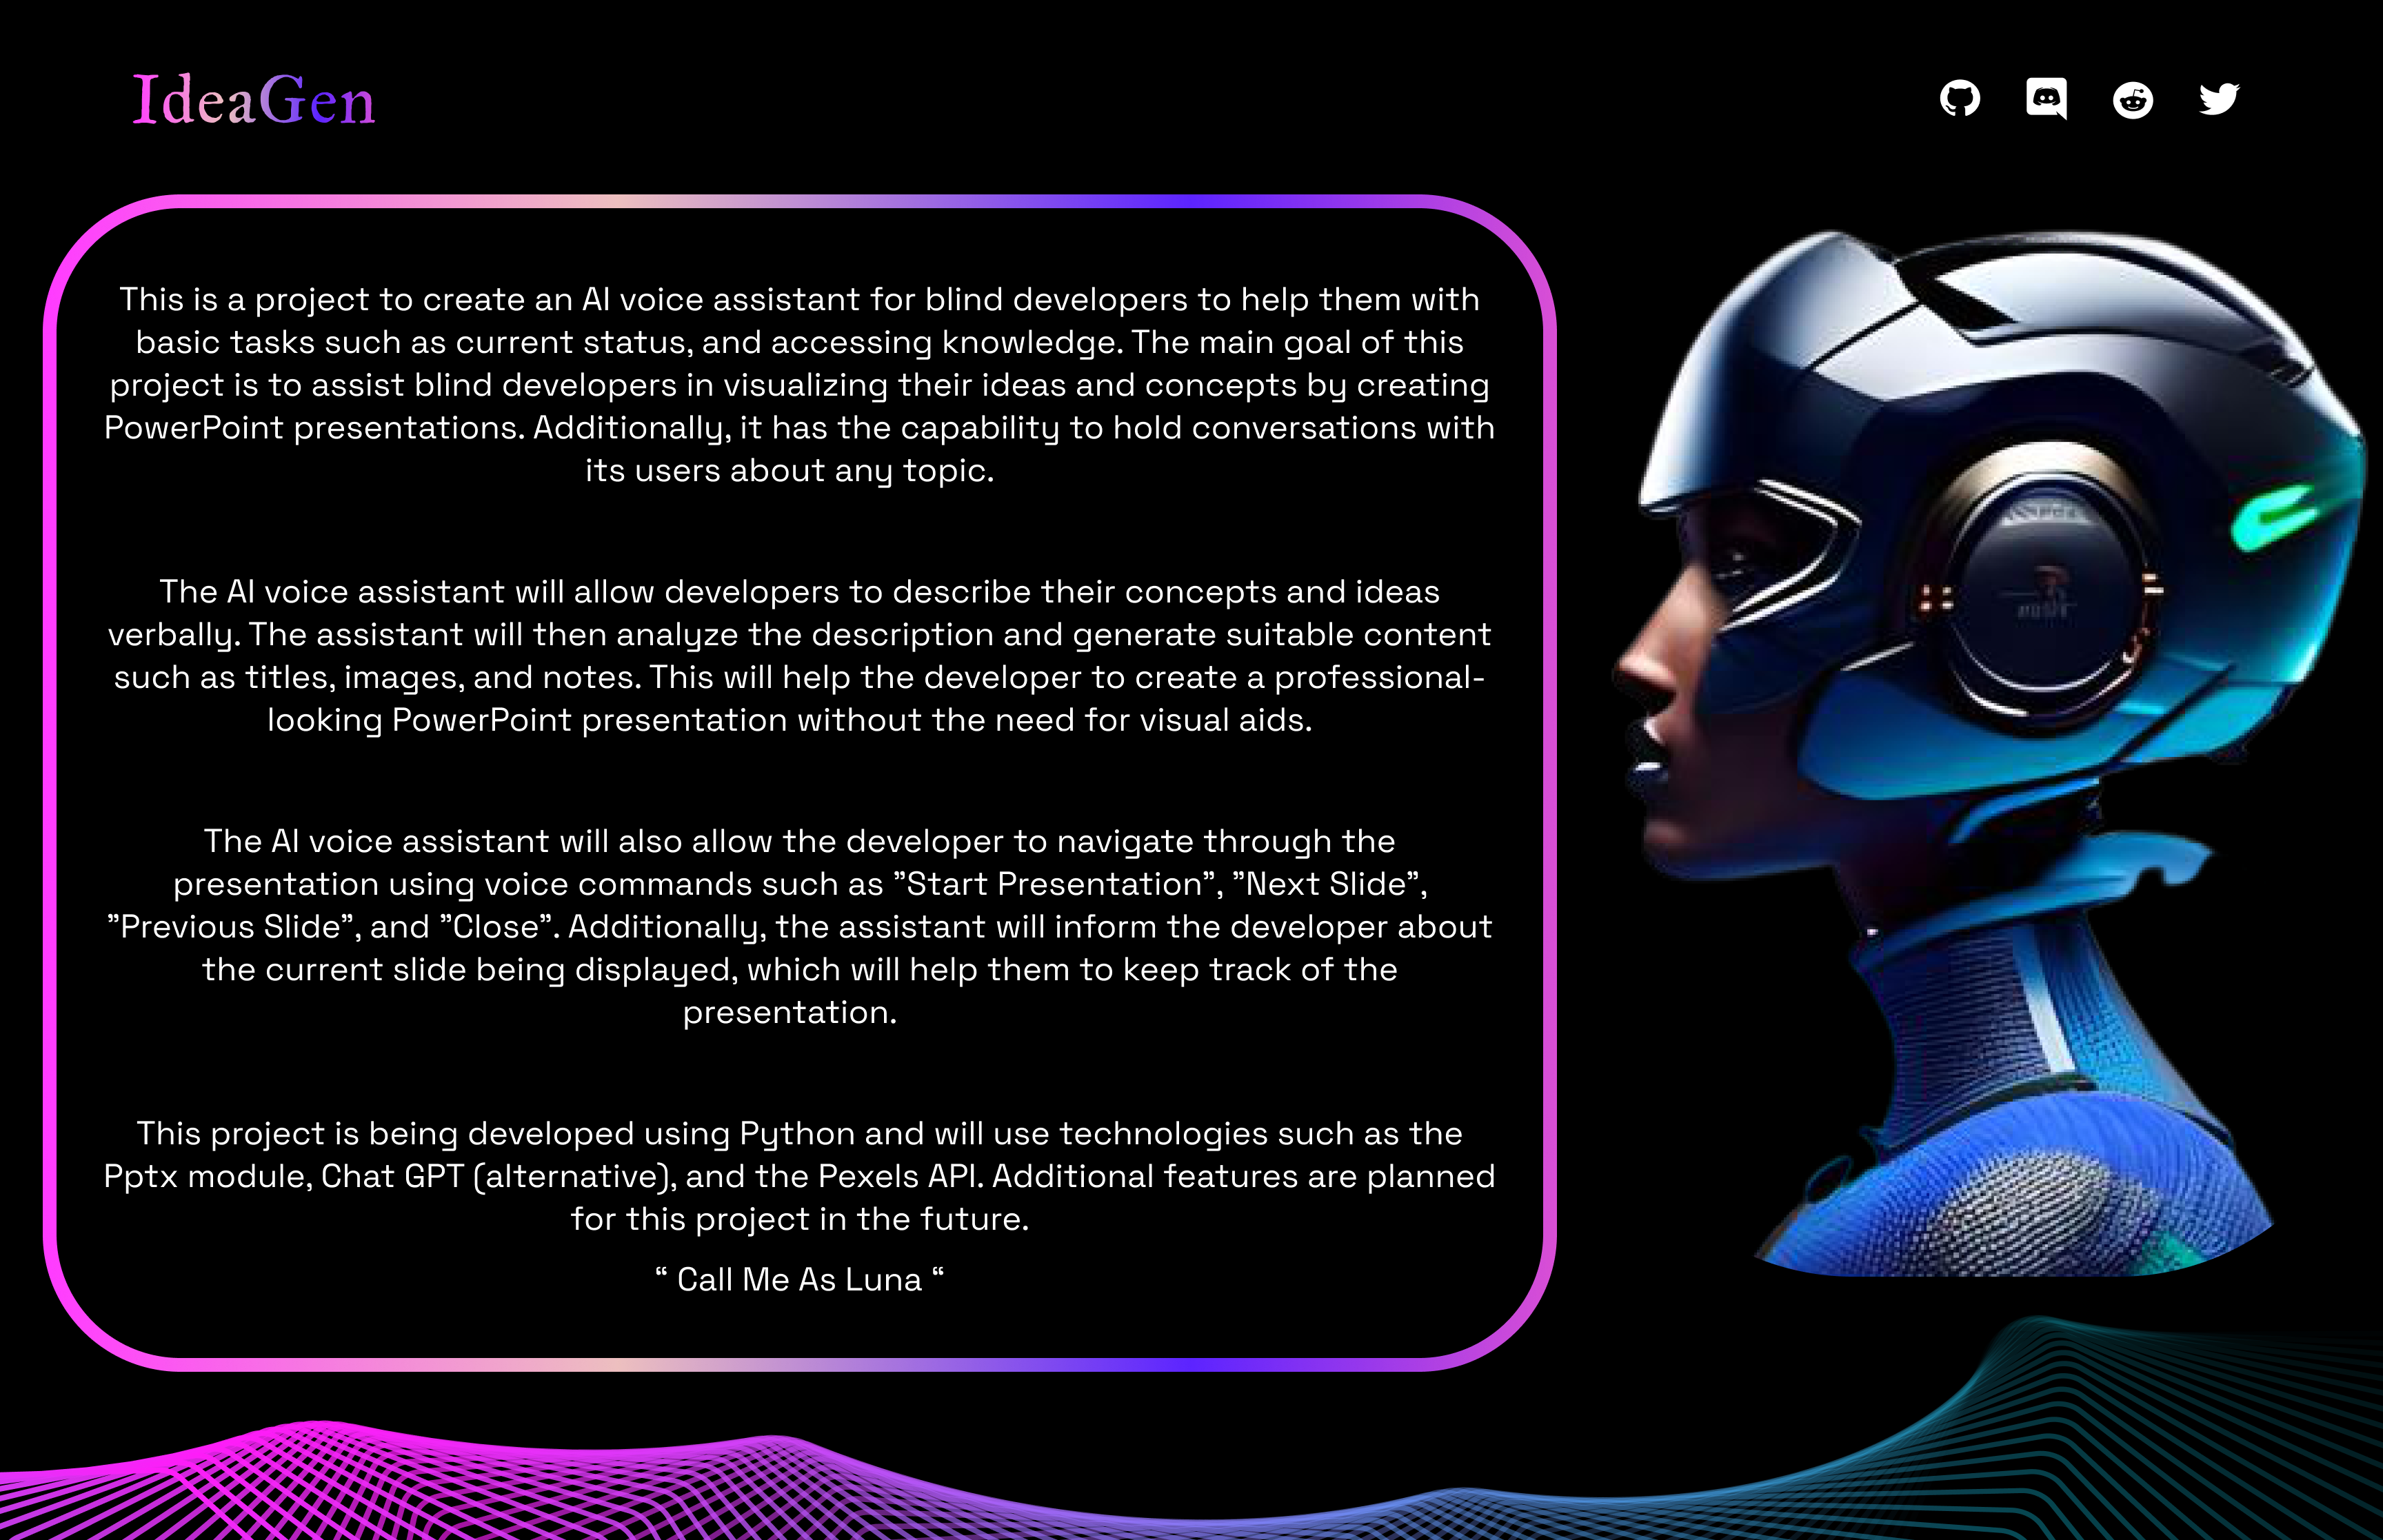 IdeaGen
This is a project to create an AI voice assistant for blind developers to help them with
basic tasks such as current status, and accessing knowledge. The main goal of this
project is to assist blind developers in visualizing their ideas and concepts by creating
PowerPoint presentations. Additionally, it has the capability to hold conversations with
its users about any topic.
The AI voice assistant will allow developers to describe their concepts and ideas
verbally. The assistant will then analyze the description and generate suitable content
such as titles, images, and notes. This will help the developer to create a professional-
looking PowerPoint presentation without the need for visual aids.
The AI voice assistant will also allow the developer to navigate through the
presentation using voice commands such as ”Start Presentation”, ”Next Slide”,
”Previous Slide”, and ”Close”. Additionally, the assistant will inform the developer about
the current slide being displayed, which will help them to keep track of the
presentation.
This project is being developed using Python and will use technologies such as the
Pptx module, Chat GPT (alternative), and the Pexels API. Additional features are planned
for this project in the future.
“ Call Me As Luna “